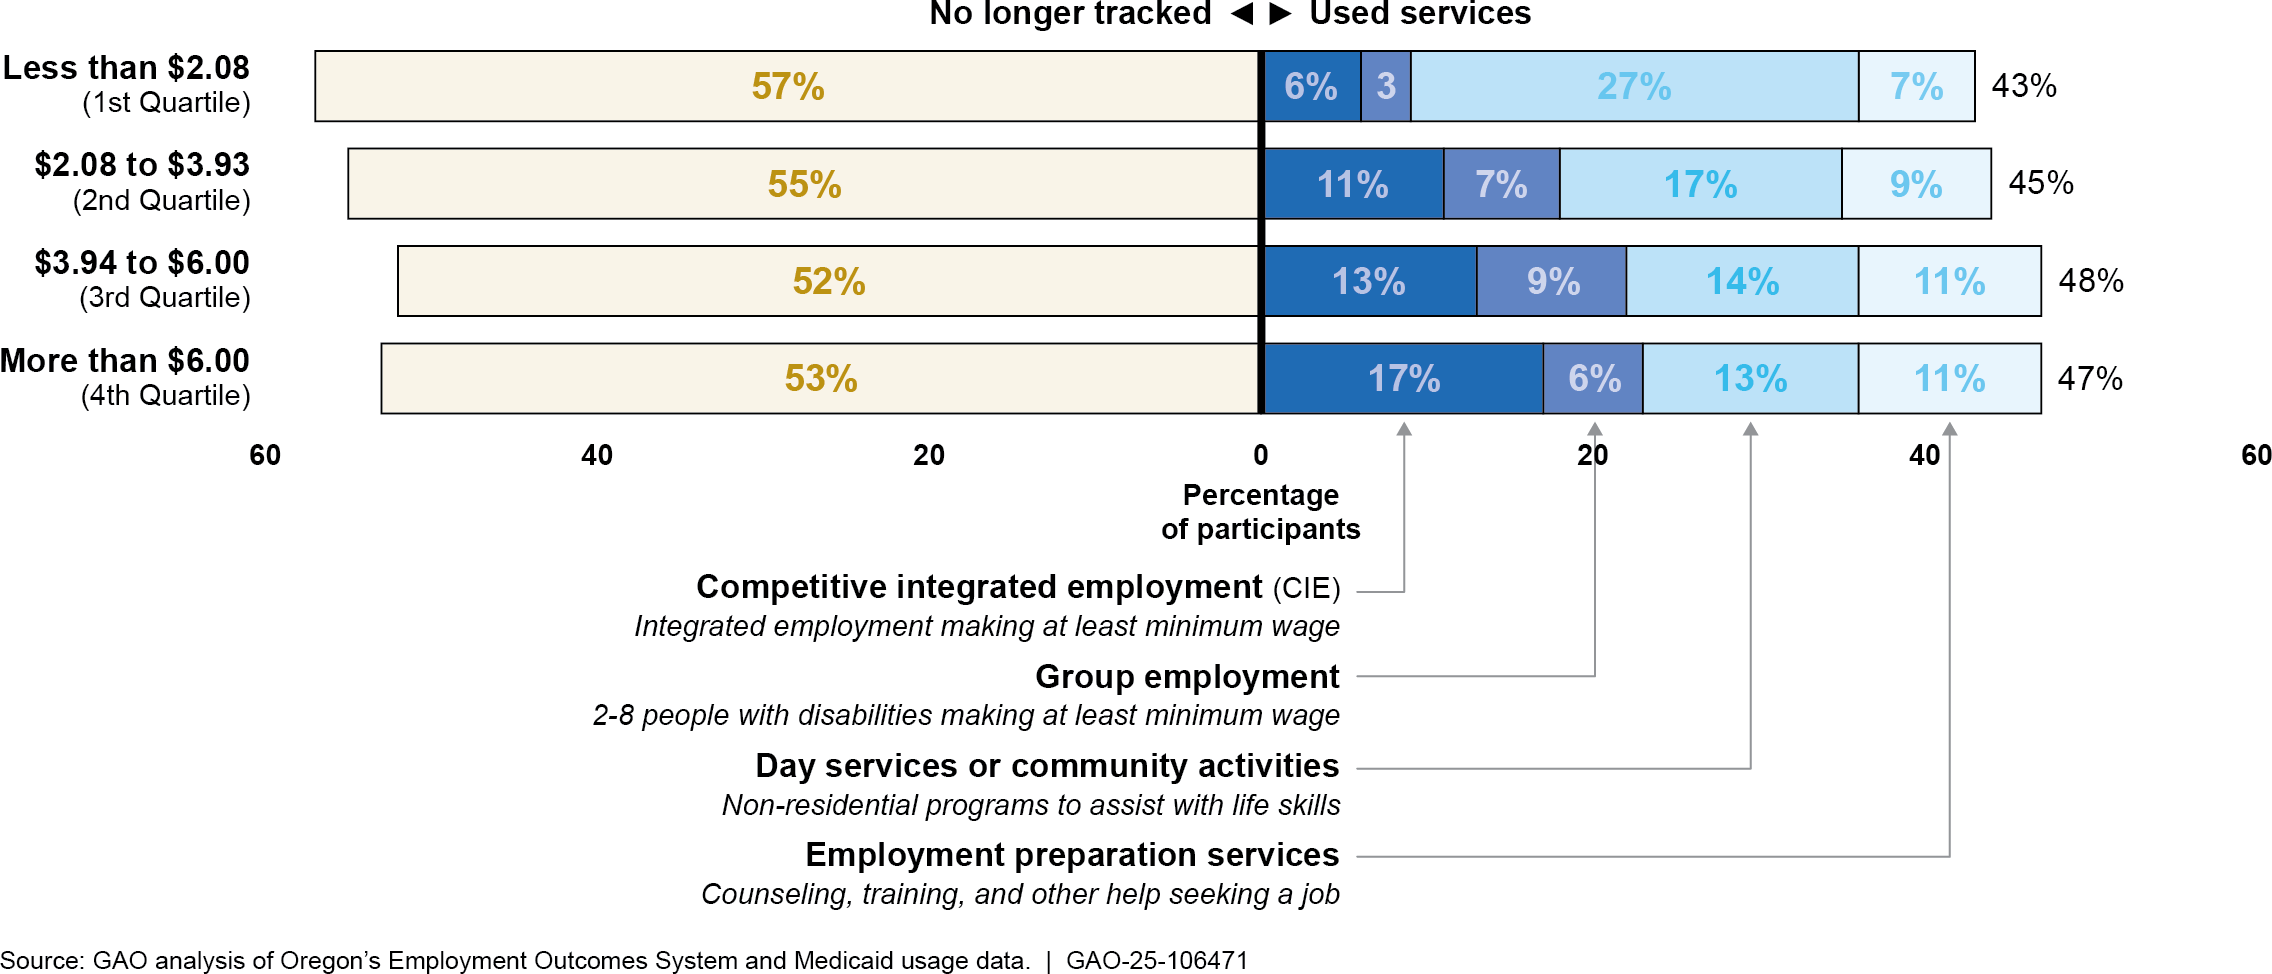 No longer tracked ◄ ► Used services
Less than $2.08
(1st Quartile)
57% 6% 3 27% 7% 43%
$2.08 to $3.93
(2nd Quartile)
55% 11% 7% 17% 9% 45%
$3.94 to $6.00
(3rd Quartile)
52% 13% 9% 14% 11% 48%
More than $6.00
(4th Quartile)
53% 17% 6% 13% 11% 47%
60 40 20 0 20 40 60
Percentage
of participants
Competitive integrated employment (CIE)
Integrated employment making at least minimum wage
Group employment
2-8 people with disabilities making at least minimum wage
Day services or community activities
Non-residential programs to assist with life skills
Employment preparation services
Counseling, training, and other help seeking a job
Source: GAO analysis of Oregon’s Employment Outcomes System and Medicaid usage data. | GAO-25-106471